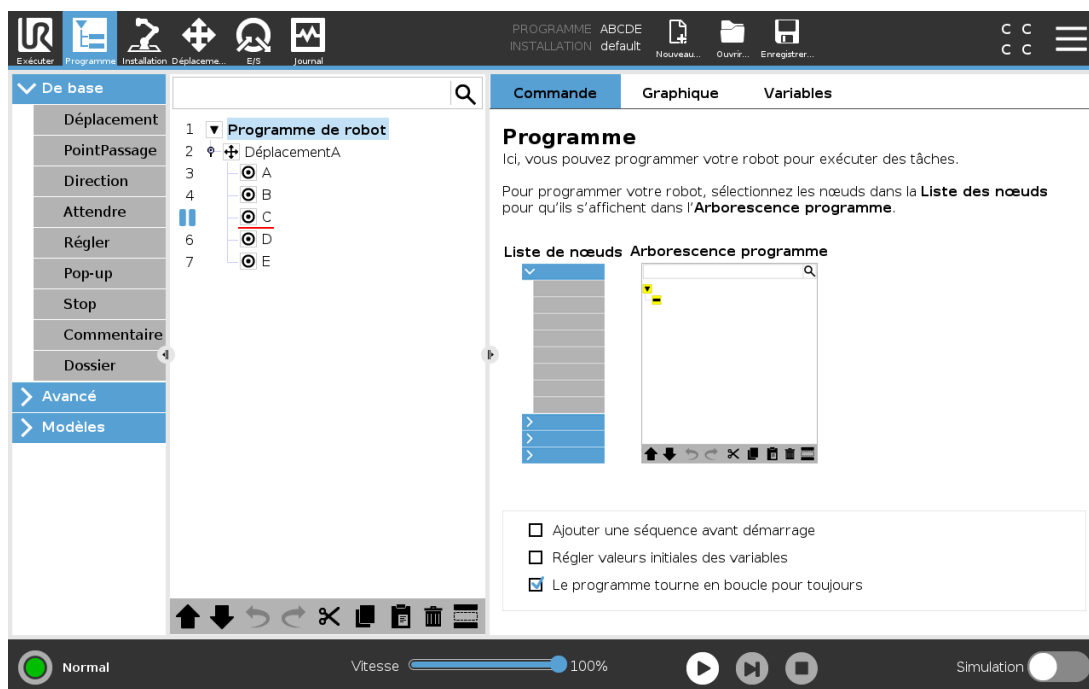 UR
PROGRAMME ABCDE
INSTALLATION default
Exécuter Programme Installation Déplaceme... E/S Journal
Nouveau... Ouvrir... Enregistrer...
C C
C C
De base
Déplacement
PointPassage
Direction
Attendre
Régler
Pop-up
Stop
Commentaire
Dossier
Avancé
Modèles
1 Programme de robot
2 DéplacementA
3 A
4 B
C
6 D
7 E
Commande Graphique Variables
Programme
Ici, vous pouvez programmer votre robot pour exécuter des tâches.
Pour programmer votre robot, sélectionnez les nœuds dans la Liste des nœuds
pour qu'ils s'affichent dans l'Arborescence programme.
Liste de nœuds Arborescence programme
Ajouter une séquence avant démarrage
Régler valeurs initiales des variables
Le programme tourne en boucle pour toujours
Normal
Vitesse 100%
Simulation